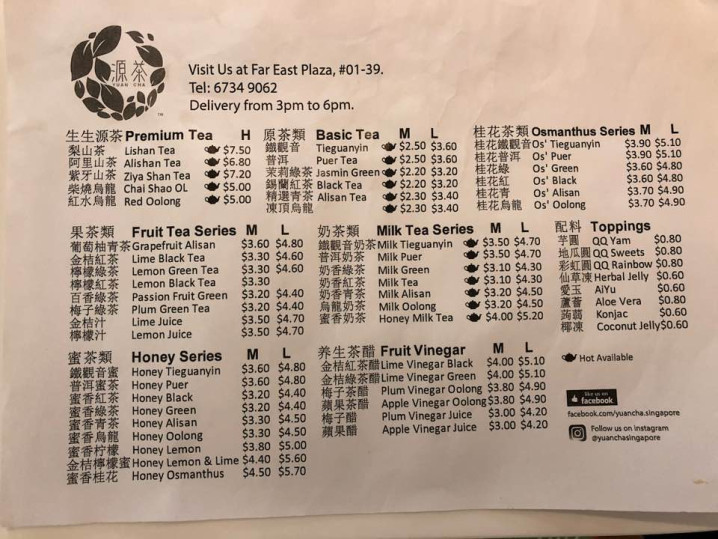 源茶
YUAN CHA
Visit Us at Far East Plaza, #01-39.
Tel: 6734 9062
Delivery from 3pm to 6pm.
生生源茶 Premium Tea H
梨山茶 Lishan Tea $7.50
阿里山茶 Alishan Tea $6.80
紫牙山茶 Ziya Shan Tea $7.20
柴燒烏龍 Chai Shao OL $5.00
紅水烏龍 Red Oolong $5.00
原茶類 Basic Tea M L
鐵觀音 Tieguanyin $2.50 $3.60
普洱 Puer Tea $2.50 $3.60
茉莉綠茶 Jasmin Green $2.20 $3.20
錫蘭紅茶 Black Tea $2.20 $3.20
精選青茶 Alisan Tea $2.30 $3.40
凍頂烏龍 $2.30 $3.40
桂花茶類 Osmanthus Series M L
桂花鐵觀音 Os' Tieguanyin $3.90 $5.10
桂花普洱 Os' Puer $3.90 $5.10
桂花綠 Os' Green $3.60 $4.80
桂花紅 Os' Black $3.60 $4.80
桂花青 Os' Alisan $3.70 $4.90
桂花烏龍 Os' Oolong $3.70 $4.90
果茶類 Fruit Tea Series M L
葡萄柚青茶 Grapefruit Alisan $3.60 $4.80
金桔紅茶 Lime Black Tea $3.30 $4.60
檸檬綠茶 Lemon Green Tea $3.30 $4.60
檸檬紅茶 Lemon Black Tea $3.30
百香綠茶 Passion Fruit Green $3.20 $4.40
梅子綠茶 Plum Green Tea $3.20 $4.40
金桔汁 Lime Juice $3.50 $4.70
檸檬汁 Lemon Juice $3.50 $4.70
奶茶類 Milk Tea Series M L
鐵觀音奶茶 Milk Tieguanyin $3.50 $4.70
普洱奶茶 Milk Puer $3.50 $4.70
奶香綠茶 Milk Green $3.10 $4.30
奶香紅茶 Milk Tea $3.10 $4.30
奶香青茶 Milk Alisan $3.20 $4.50
烏龍奶茶 Milk Oolong $3.20 $4.50
蜜香奶茶 Honey Milk Tea $4.00 $5.20
配料 Toppings
芋圓 QQ Yam $0.80
地瓜圓 QQ Sweets $0.80
彩虹圓 QQ Rainbow $0.80
仙草凍 Herbal Jelly $0.60
愛玉 AiYu $0.60
蘆薈 Aloe Vera $0.80
蒟蒻 Konjac $0.60
椰凍 Coconut Jelly $0.60
Hot Available
蜜茶類 Honey Series M L
鐵觀音蜜 Honey Tieguanyin $3.60 $4.80
普洱蜜茶 Honey Puer $3.60 $4.80
蜜香紅茶 Honey Black $3.20 $4.40
蜜香綠茶 Honey Green $3.20 $4.40
蜜香青茶 Honey Alisan $3.30 $4.50
蜜香烏龍 Honey Oolong $3.30 $4.50
蜜香柠檬 Honey Lemon $3.80 $5.00
金桔檸檬蜜 Honey Lemon & Lime $4.40 $5.60
蜜香桂花 Honey Osmanthus $4.50 $5.70
养生茶醋 Fruit Vinegar M L
金桔紅茶醋 Lime Vinegar Black $4.00 $5.10
金桔綠茶醋 Lime Vinegar Green $4.00 $5.10
梅子茶醋 Plum Vinegar Oolong $3.80 $4.90
蘋果茶醋 Apple Vinegar Oolong $3.80 $4.90
梅子醋 Plum Vinegar Juice $3.00 $4.20
蘋果醋 Apple Vinegar Juice $3.00 $4.20
like us on
facebook
facebook.com/yuancha.singapore
Follow us on Instagram
@yuanchasingapore